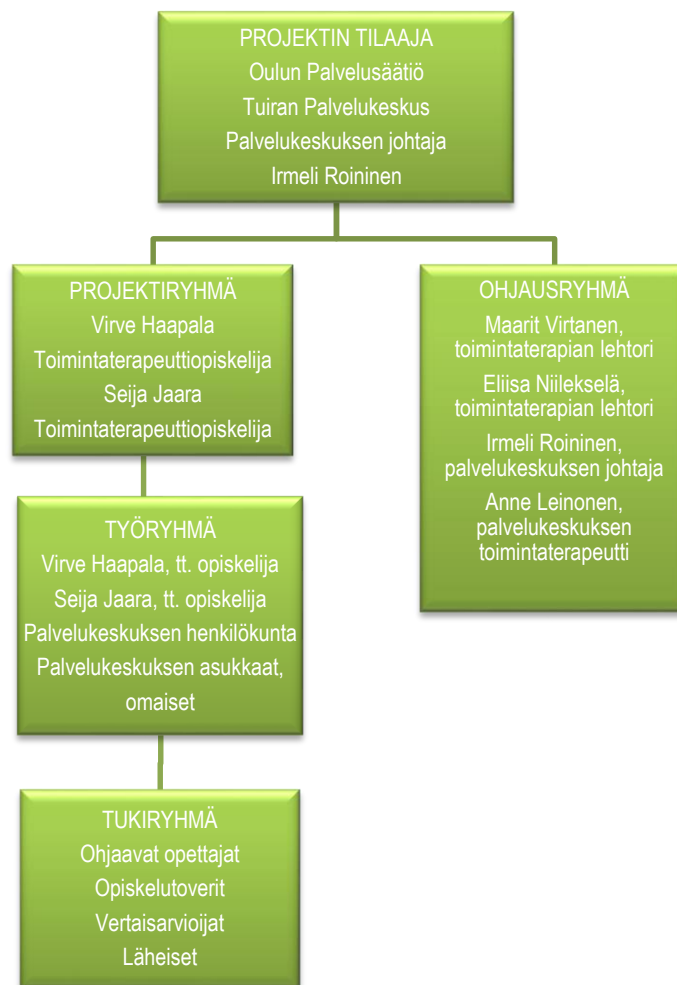 PROJEKTIN TILAAJA
Oulun Palvelusäätiö
Tuiran Palvelukeskus
Palvelukeskuksen johtaja
Irmeli Roininen
PROJEKTIRYHMÄ
Virve Haapala
Toimintaterapeuttiopiskelija
Seija Jaara
Toimintaterapeuttiopiskelija
OHJAUSRYHMÄ
Maarit Virtanen,
toimintaterapian lehtori
Eliisa Niilekselä,
toimintaterapian lehtori
Irmeli Roininen,
palvelukeskuksen johtaja
Anne Leinonen,
palvelukeskuksen
toimintaterapeutti
TYÖRYHMÄ
Virve Haapala, tt. opiskelija
Seija Jaara, tt. opiskelija
Palvelukeskuksen henkilökunta
Palvelukeskuksen asukkaat,
omaiset
TUKIRYHMÄ
Ohjaavat opettajat
Opiskelutoverit
Vertaisarvioijat
Läheiset